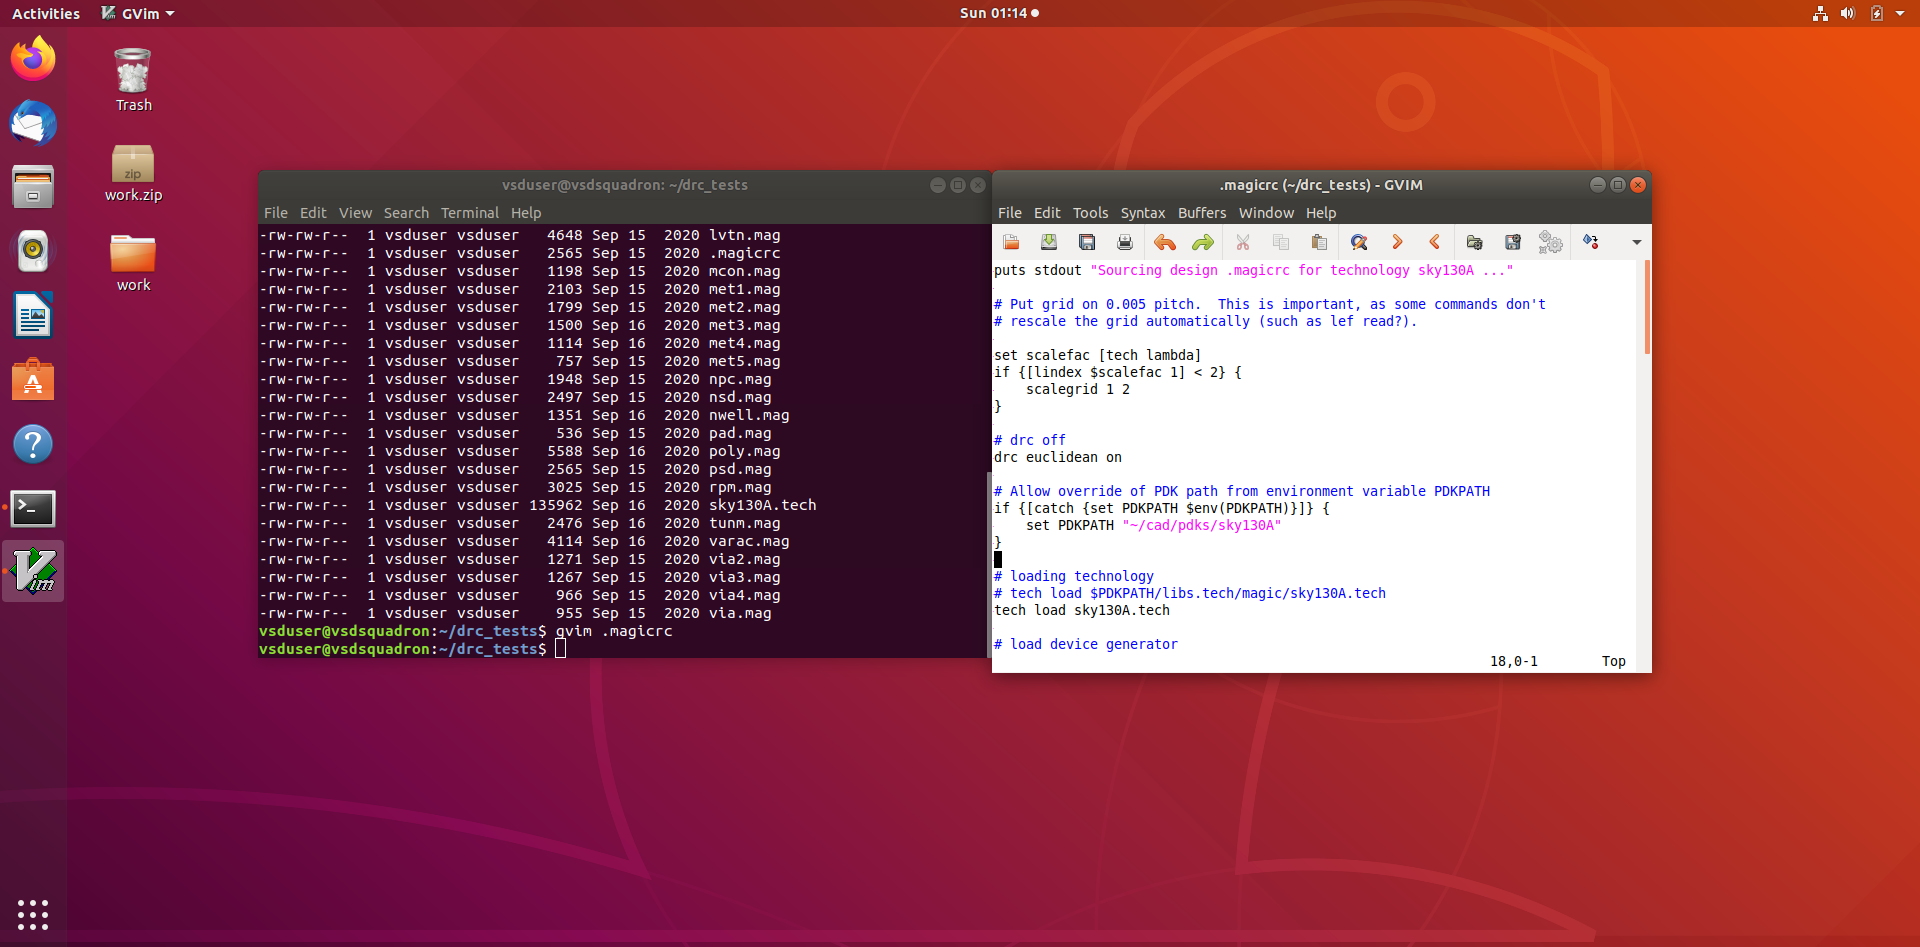 Activities GVim Sun 01:14
Trash
zip
work.zip
work
vsduser@vsdsquadron: ~/drc_tests
File Edit View Search Terminal Help
-rw-rw-r--  1 vsduser vsduser   4648 Sep 15  2020 lvtn.mag
-rw-rw-r--  1 vsduser vsduser   2565 Sep 15  2020 .magicrc
-rw-rw-r--  1 vsduser vsduser   1198 Sep 15  2020 mcon.mag
-rw-rw-r--  1 vsduser vsduser   2103 Sep 15  2020 met1.mag
-rw-rw-r--  1 vsduser vsduser   1799 Sep 15  2020 met2.mag
-rw-rw-r--  1 vsduser vsduser   1500 Sep 16  2020 met3.mag
-rw-rw-r--  1 vsduser vsduser   1114 Sep 16  2020 met4.mag
-rw-rw-r--  1 vsduser vsduser    757 Sep 15  2020 met5.mag
-rw-rw-r--  1 vsduser vsduser   1948 Sep 15  2020 npc.mag
-rw-rw-r--  1 vsduser vsduser   2497 Sep 15  2020 nsd.mag
-rw-rw-r--  1 vsduser vsduser   1351 Sep 16  2020 nwell.mag
-rw-rw-r--  1 vsduser vsduser    536 Sep 15  2020 pad.mag
-rw-rw-r--  1 vsduser vsduser   5588 Sep 16  2020 poly.mag
-rw-rw-r--  1 vsduser vsduser   2565 Sep 15  2020 psd.mag
-rw-rw-r--  1 vsduser vsduser   3025 Sep 15  2020 rpm.mag
-rw-rw-r--  1 vsduser vsduser 135962 Sep 16  2020 sky130A.tech
-rw-rw-r--  1 vsduser vsduser   2476 Sep 16  2020 tunm.mag
-rw-rw-r--  1 vsduser vsduser   4114 Sep 16  2020 varac.mag
-rw-rw-r--  1 vsduser vsduser   1271 Sep 15  2020 via2.mag
-rw-rw-r--  1 vsduser vsduser   1267 Sep 15  2020 via3.mag
-rw-rw-r--  1 vsduser vsduser    966 Sep 15  2020 via4.mag
-rw-rw-r--  1 vsduser vsduser    955 Sep 15  2020 via.mag
vsduser@vsdsquadron:~/drc_tests$ gvim .magicrc
vsduser@vsdsquadron:~/drc_tests$
.magicrc (~/drc_tests) - GVIM
File Edit Tools Syntax Buffers Window Help
puts stdout "Sourcing design .magicrc for technology sky130A ..."
# Put grid on 0.005 pitch.  This is important, as some commands don't
# rescale the grid automatically (such as lef read?).
set scalefac [tech lambda]
if {[lindex $scalefac 1] < 2} {
    scalegrid 1 2
}
# drc off
drc euclidean on
# Allow override of PDK path from environment variable PDKPATH
if {[catch {set PDKPATH $env(PDKPATH)}]} {
    set PDKPATH "~/cad/pdks/sky130A"
}
# loading technology
# tech load $PDKPATH/libs.tech/magic/sky130A.tech
tech load sky130A.tech
# load device generator
18,0-1 Top